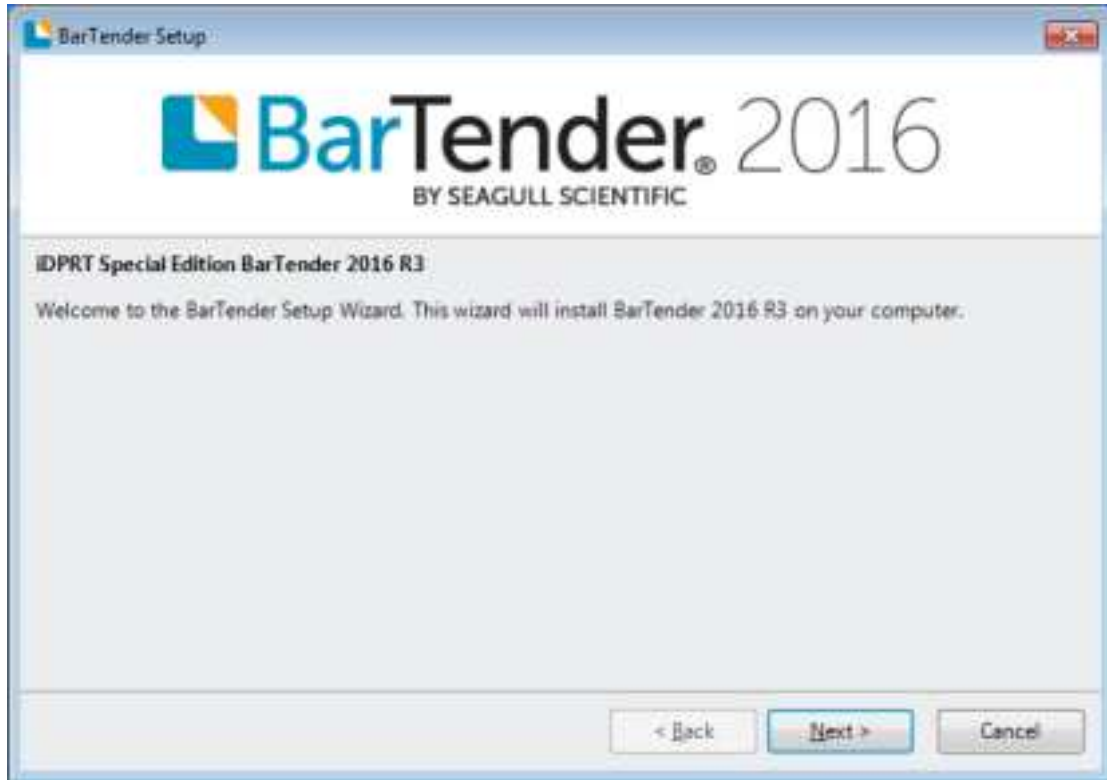 BarTender Setup
BarTender® 2016
BY SEAGULL SCIENTIFIC
iDPRT Special Edition BarTender 2016 R3
Welcome to the BarTender Setup Wizard. This wizard will install BarTender 2016 R3 on your computer.
< Back
Next >
Cancel